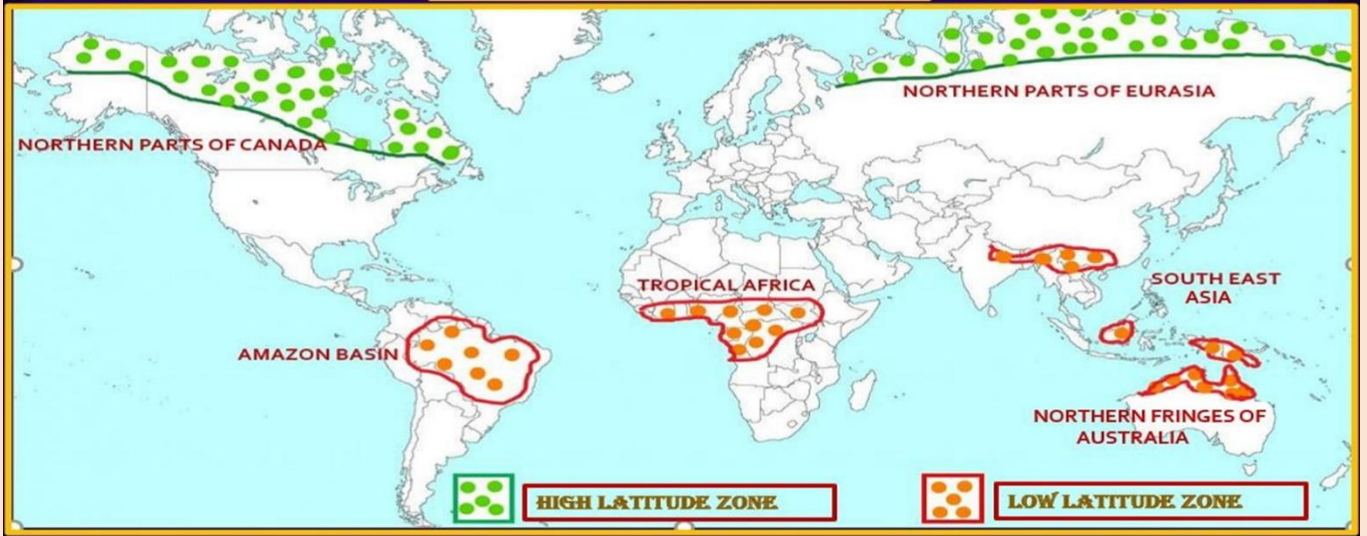 NORTHERN PARTS OF EURASIA
NORTHERN PARTS OF CANADA
TROPICAL AFRICA
SOUTH EAST
ASIA
AMAZON BASIN
NORTHERN FRINGES OF
AUSTRALIA
HIGH LATITUDE ZONE
LOW LATITUDE ZONE